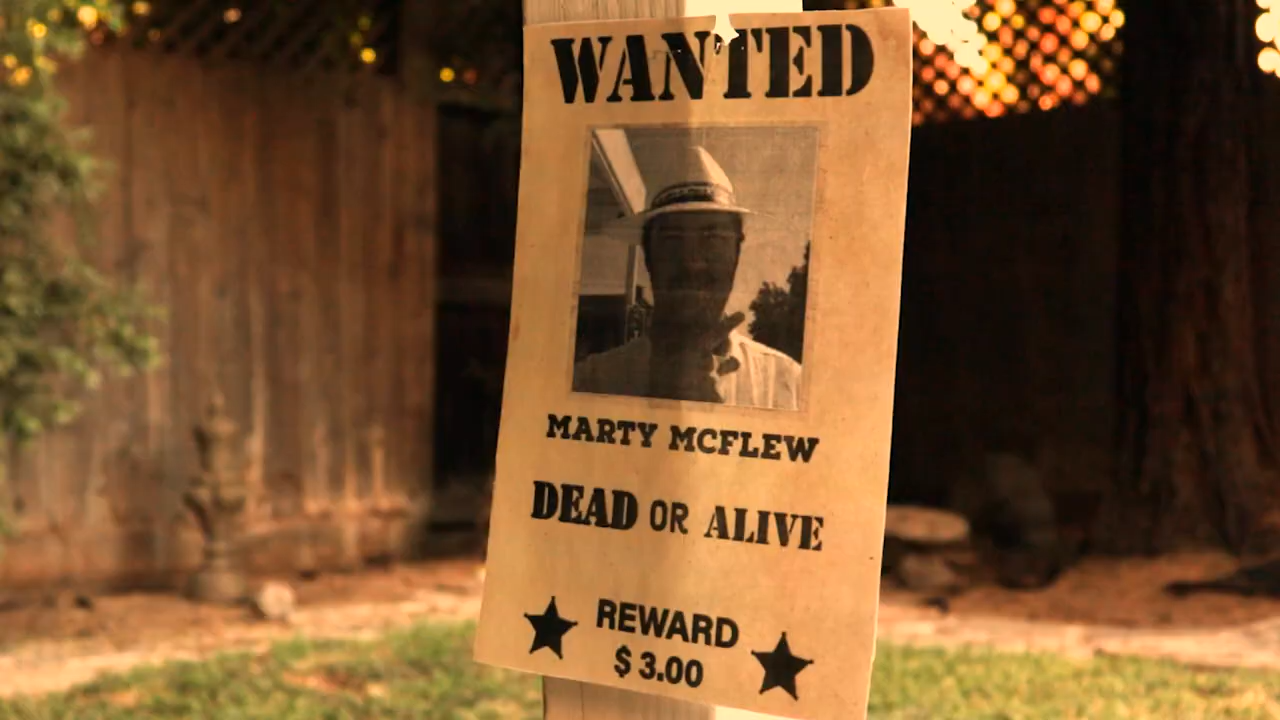 WANTED
MARTY MCFLEW
DEAD OR ALIVE
REWARD
$3.00